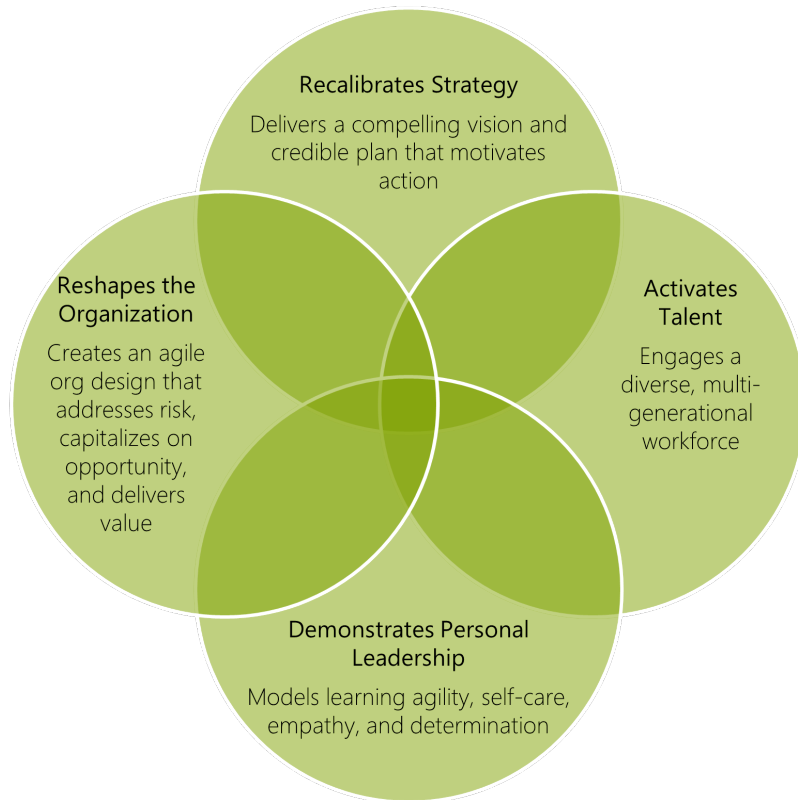 Recalibrates Strategy
Delivers a compelling vision and
credible plan that motivates
action
Reshapes the
Organization
Creates an agile
org design that
addresses risk,
capitalizes on
opportunity,
and delivers
value
Activates
Talent
Engages a
diverse, multi-
generational
workforce
Demonstrates Personal
Leadership
Models learning agility, self-care,
empathy, and determination